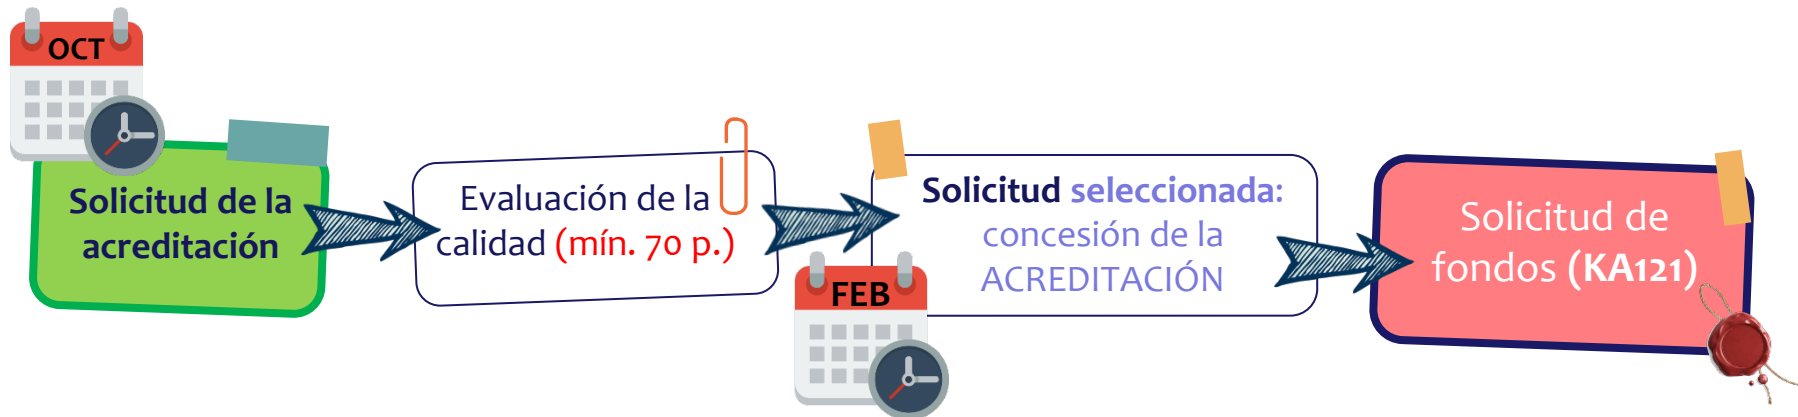 OCT
Solicitud de la
acreditación
Evaluación de la
calidad (mín. 70 p.)
Solicitud seleccionada:
concesión de la
ACREDITACIÓN
FEB
Solicitud de
fondos (KA121)